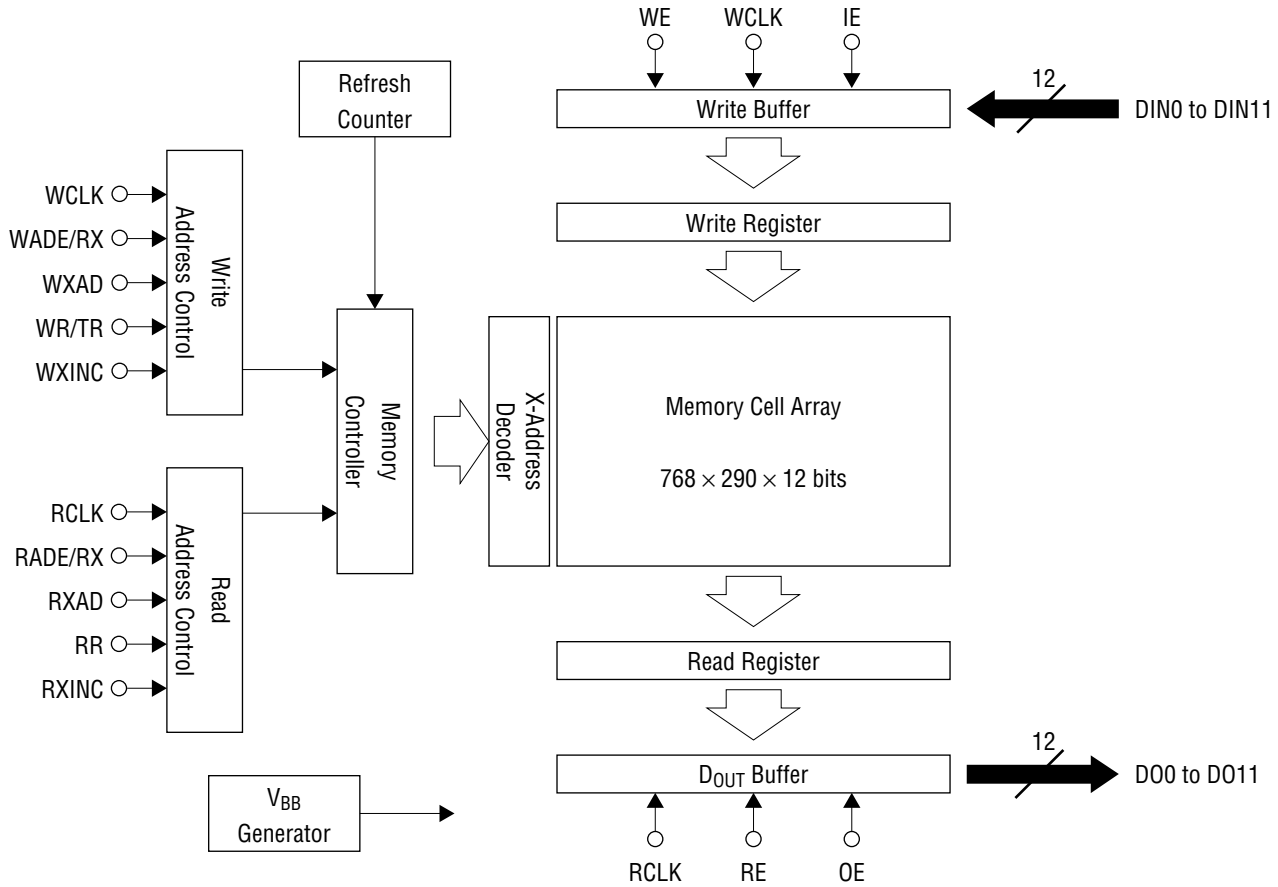 WE
WCLK
IE
Refresh
Counter
Write Buffer
12
DIN0 to DIN11
Write Register
WCLK
WADE/RX
WXAD
WR/TR
WXINC
Write
Address Control
Memory
Controller
X-Address
Decoder
Memory Cell Array
768 × 290 × 12 bits
RCLK
RADE/RX
RXAD
RR
RXINC
Read
Address Control
Read Register
DOUT Buffer
12
DO0 to DO11
VBB
Generator
RCLK
RE
OE